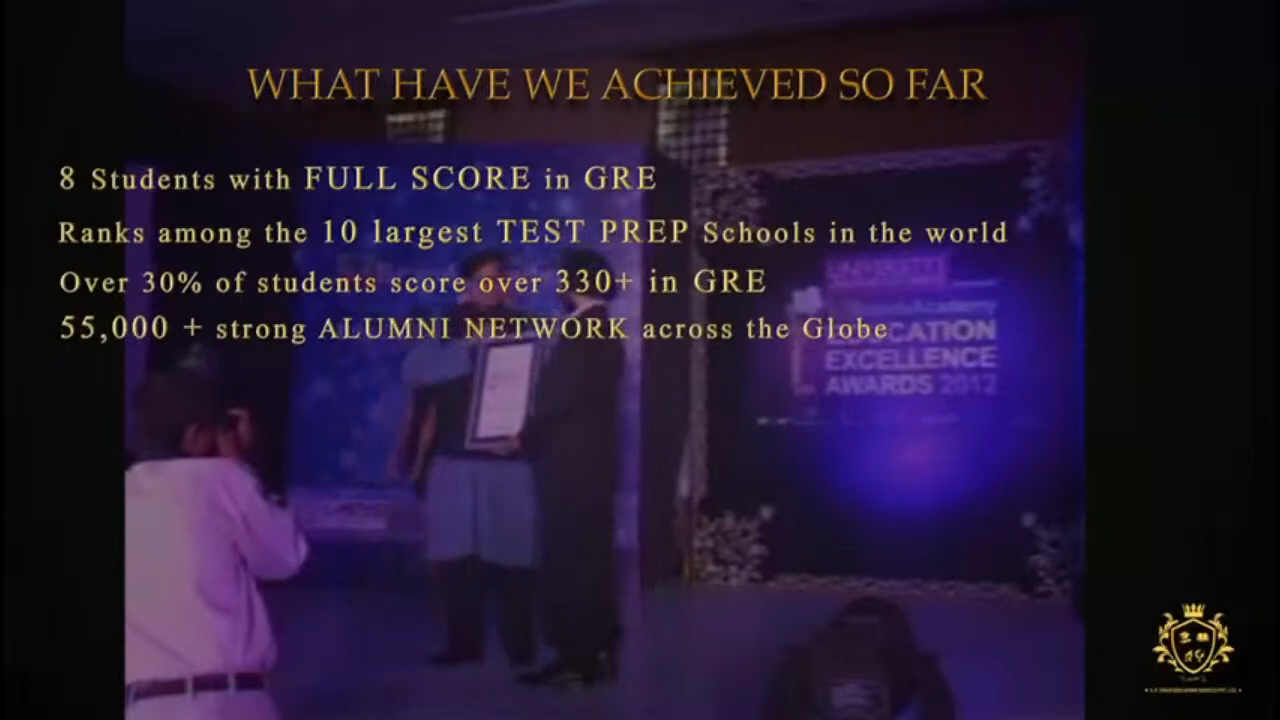 WHAT HAVE WE ACHIEVED SO FAR
8 Students with FULL SCORE in GRE
Ranks among the 10 largest TEST PREP Schools in the world
Over 30% of students score over 330+ in GRE
55,000 + strong ALUMNI NETWORK across the Globe
EXCELLENCE
AWARDS 2012